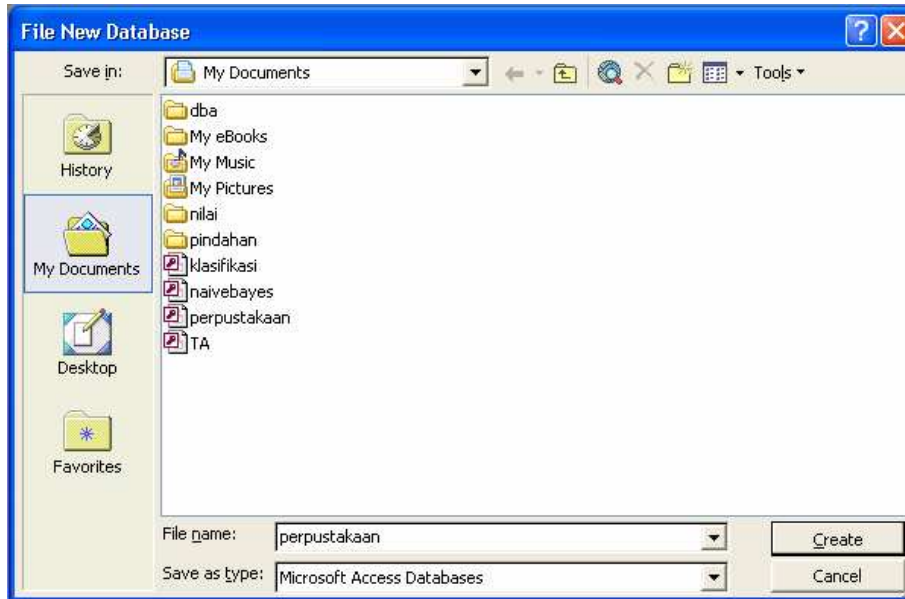 File New Database
Save in:
My Documents
Tools
History
My Documents
Desktop
Favorites
dba
My eBooks
My Music
My Pictures
nilai
pindahan
klasifikasi
naivebayes
perpustakaan
TA
File name:
perpustakaan
Create
Save as type:
Microsoft Access Databases
Cancel